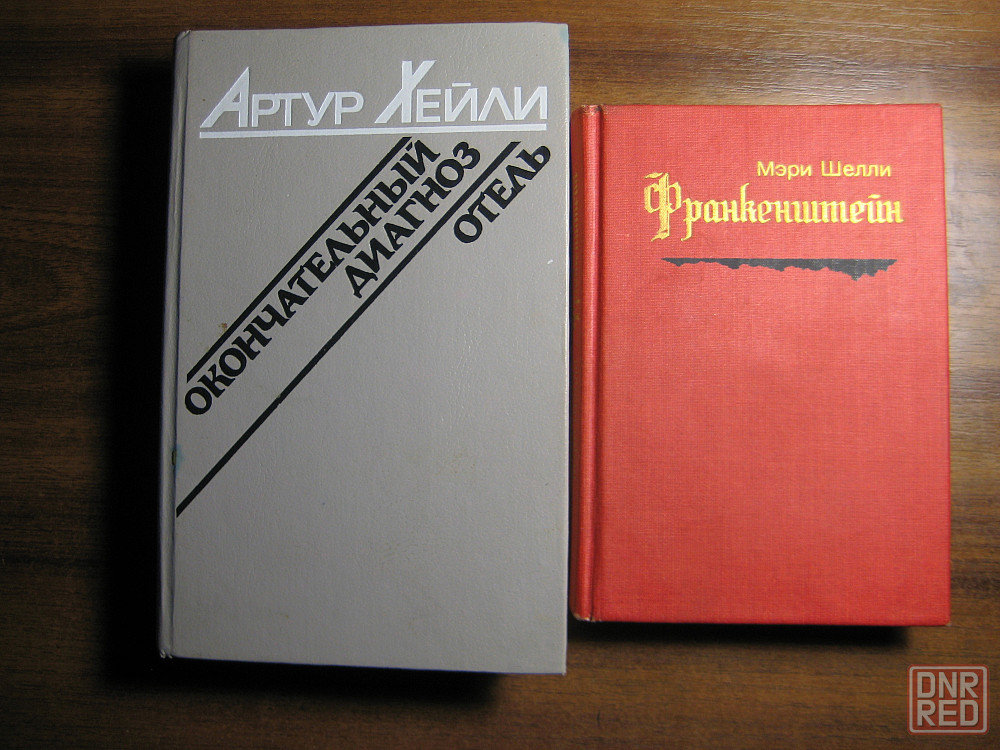 Артур Хейли
ОКОНЧАТЕЛЬНЫЙ
ДИАГНОЗ
ОТЕЛЬ
Мэри Шелли
Франкенштейн
DNR
RED